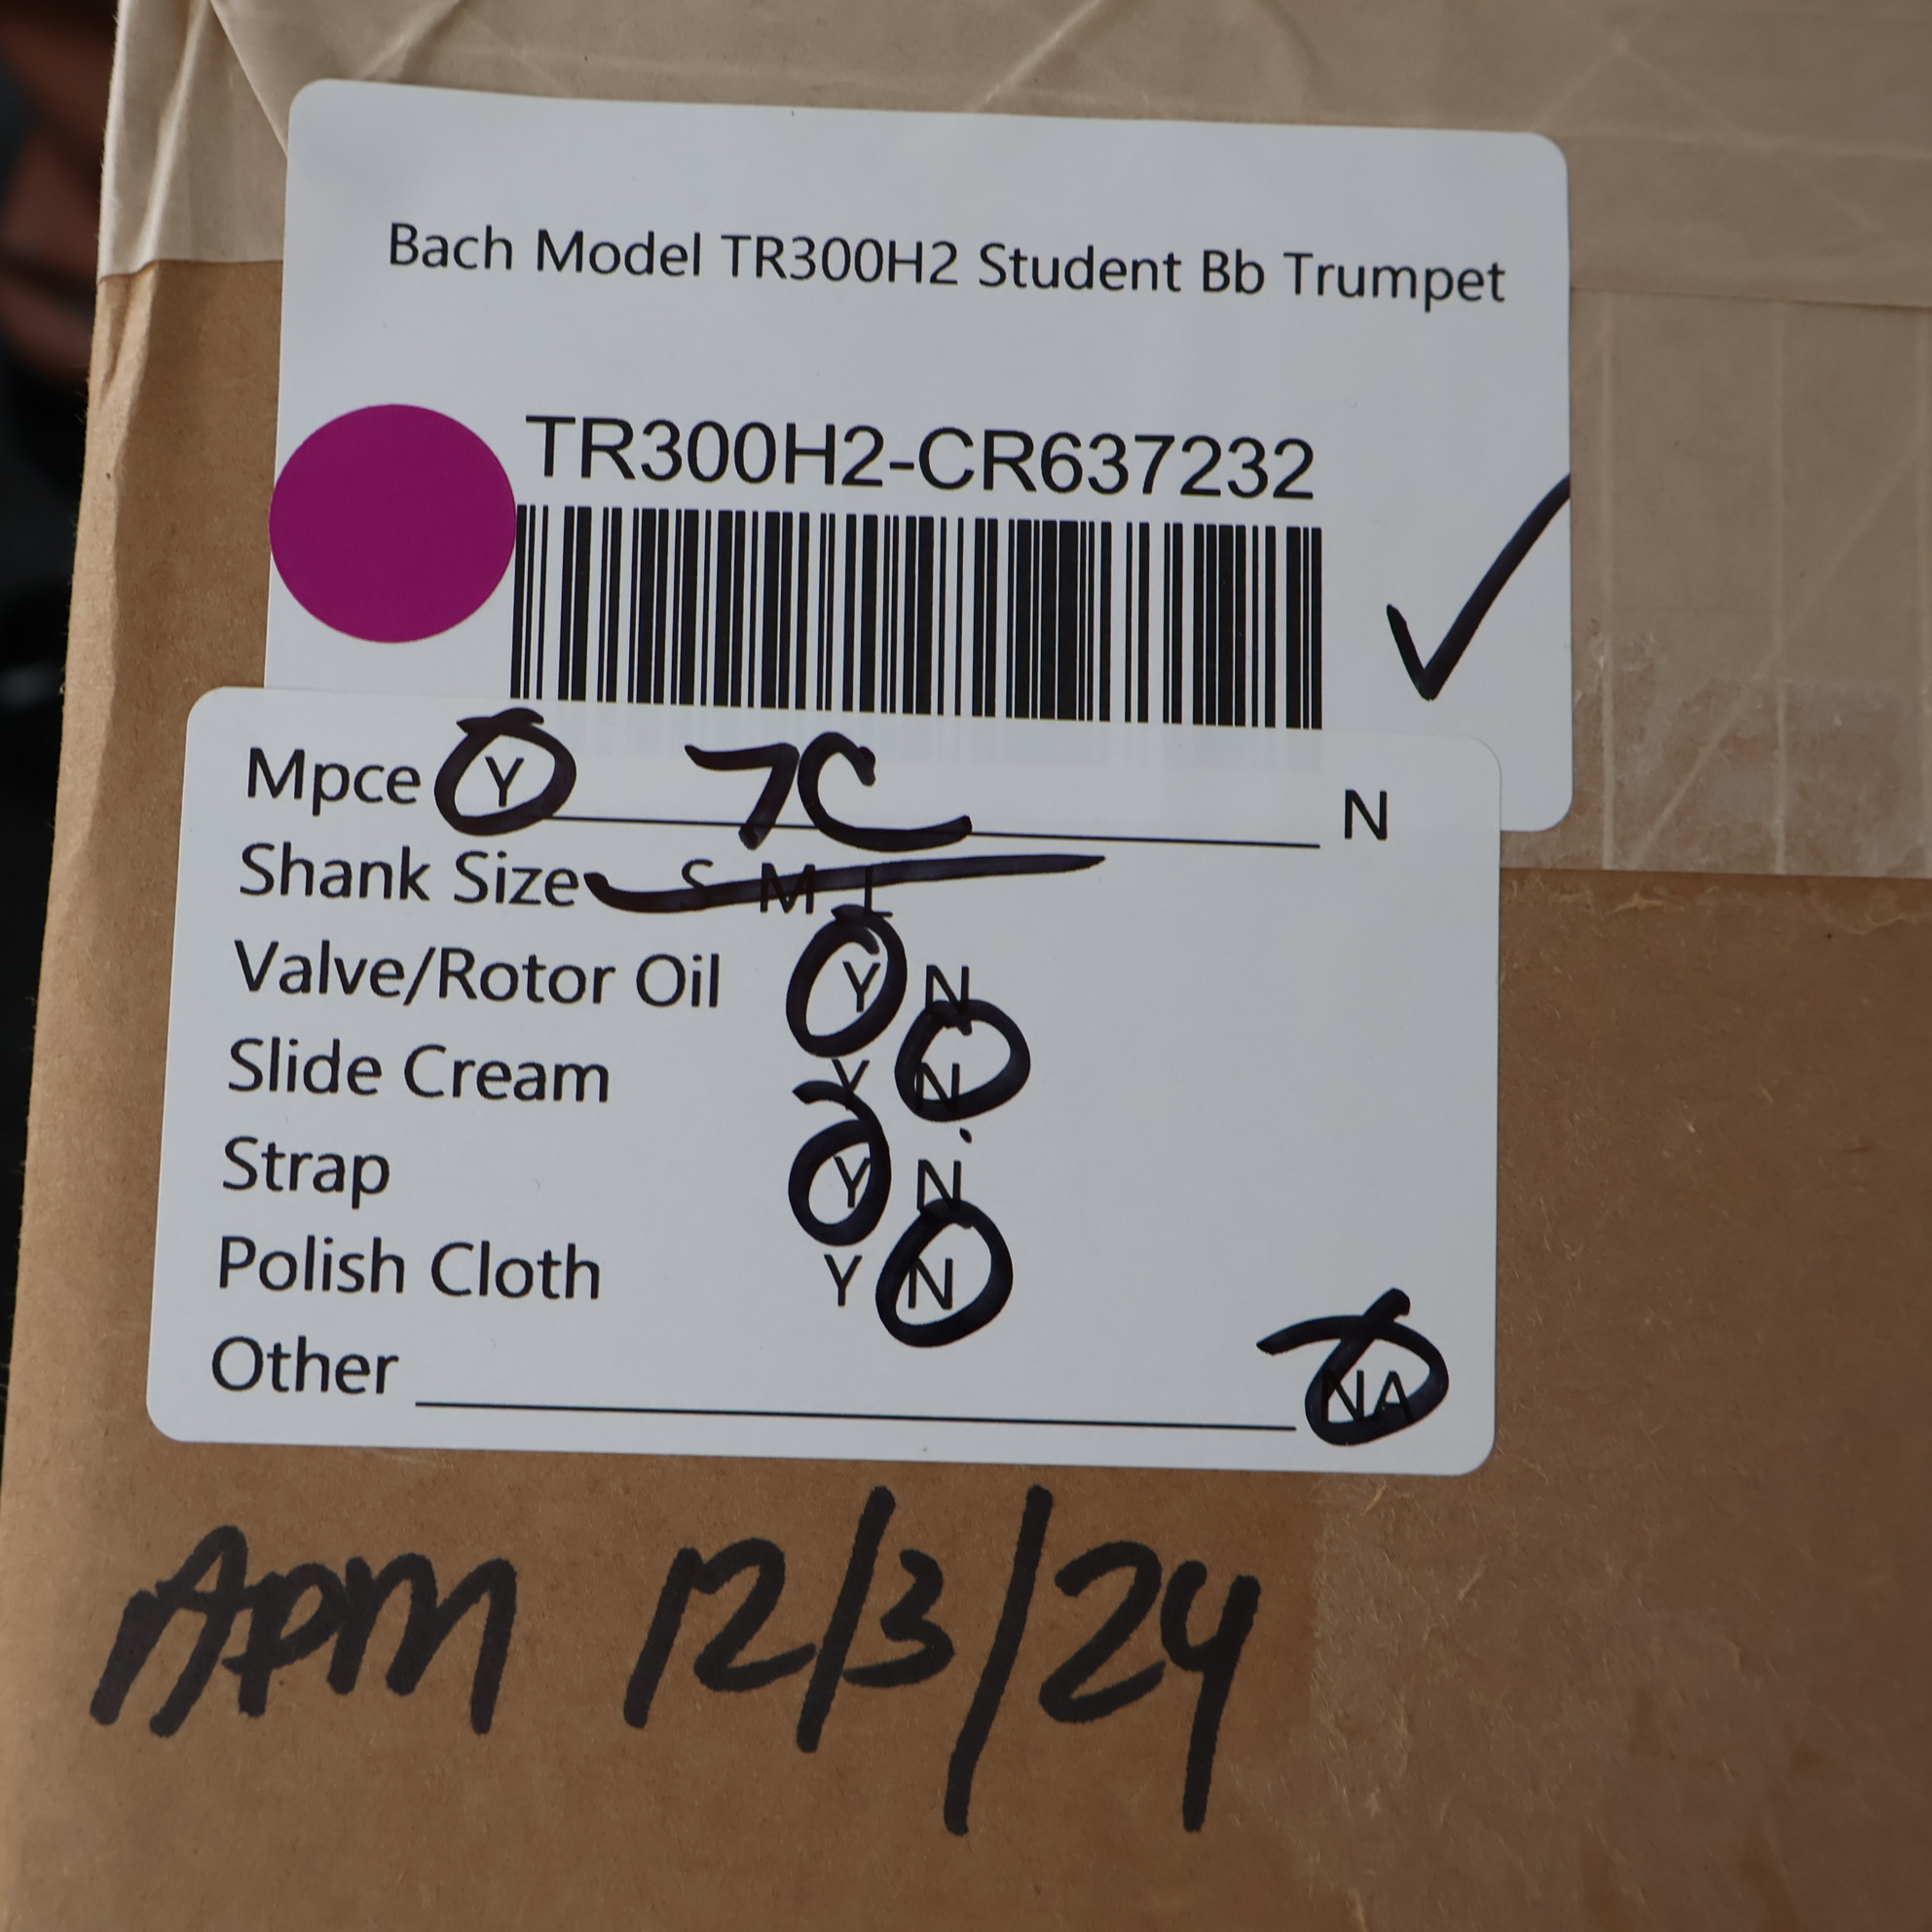 Bach Model TR300H2 Student Bb Trumpet
TR300H2-CR637232
Mpce Y 7C N
Shank Size S M L
Valve/Rotor Oil Y N
Slide Cream Y N
Strap Y N
Polish Cloth Y N
Other NA
APM 12/3/24